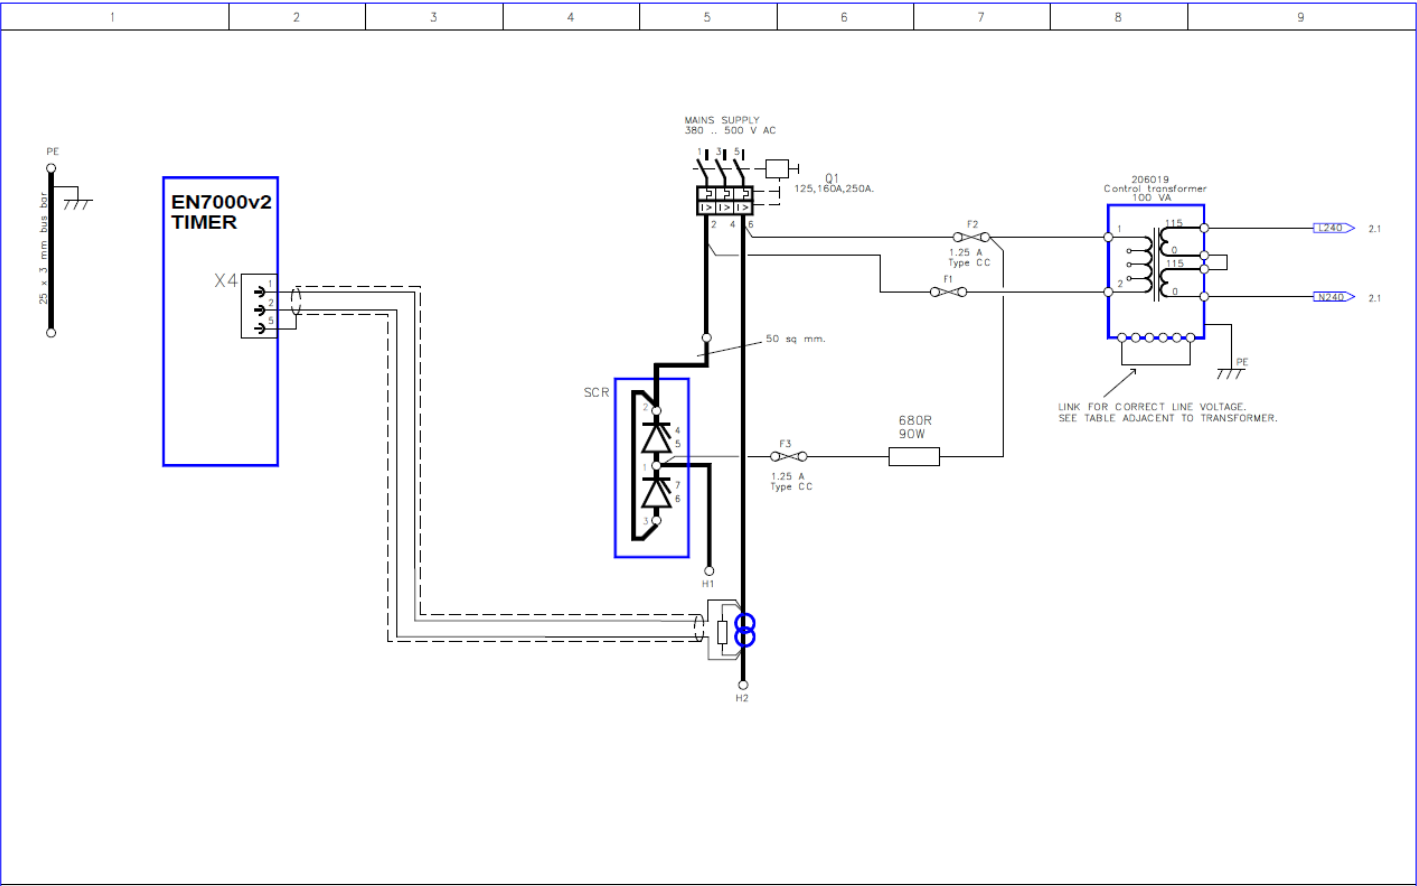 1 2 3 4 5 6 7 8 9
MAINS SUPPLY
380 .. 500 V AC
1 3 5
Q1
125,160A,250A.
2 4 6
PE
25 x 3 mm bus bar
EN7000v2
TIMER
X4
1
2
5
F2
1.25 A
Type CC
F1
206019
Control transformer
100 VA
1
2
115
0
115
0
L240 2.1
N240 2.1
PE
LINK FOR CORRECT LINE VOLTAGE.
SEE TABLE ADJACENT TO TRANSFORMER.
50 sq mm.
SCR
2
4
5
1
7
6
3
F3
1.25 A
Type CC
680R
90W
H1
H2